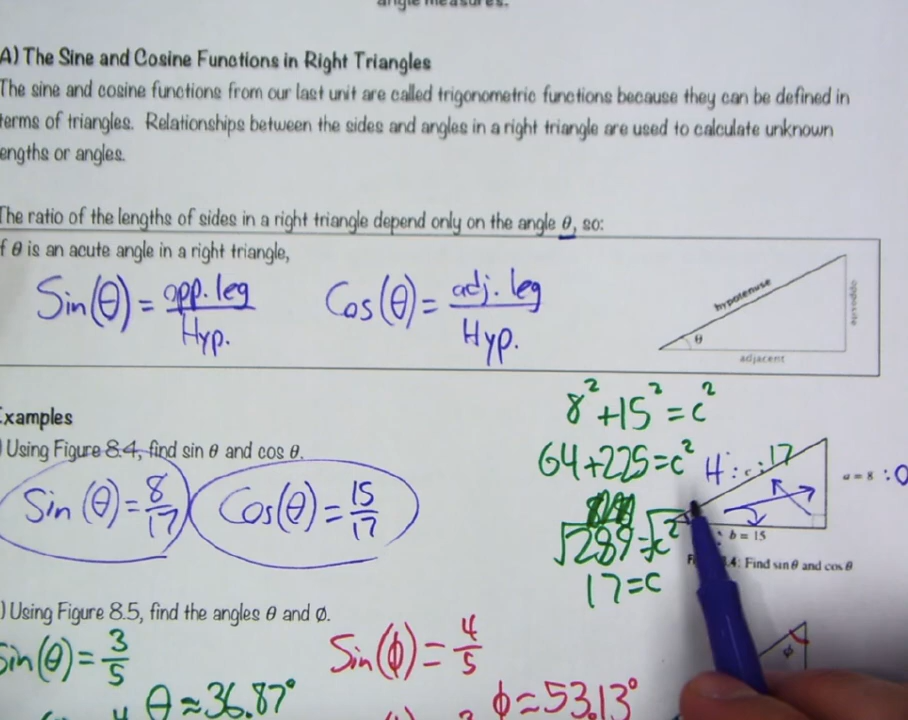 angle measures.
A) The Sine and Cosine Functions in Right Triangles
The sine and cosine functions from our last unit are called trigonometric functions because they can be defined in
terms of triangles. Relationships between the sides and angles in a right triangle are used to calculate unknown
engths or angles.
The ratio of the lengths of sides in a right triangle depend only on the angle θ, so:
f θ is an acute angle in a right triangle,
Sin(θ) = opp. leg / Hyp.
Cos(θ) = adj. leg / Hyp.
hypotenuse
opposite
θ
adjacent
Examples
) Using Figure 8.4, find sin θ and cos θ.
Sin(θ) = 8/17
Cos(θ) = 15/17
8² + 15² = c²
64 + 225 = c²
√289 = √c²
17 = c
H : c : 17
a = 8 : O
b = 15
.4: Find sin θ and cos θ
) Using Figure 8.5, find the angles θ and ø.
Sin(θ) = 3/5
θ ≈ 36.87°
Sin(ϕ) = 4/5
ϕ ≈ 53.13°
ϕ